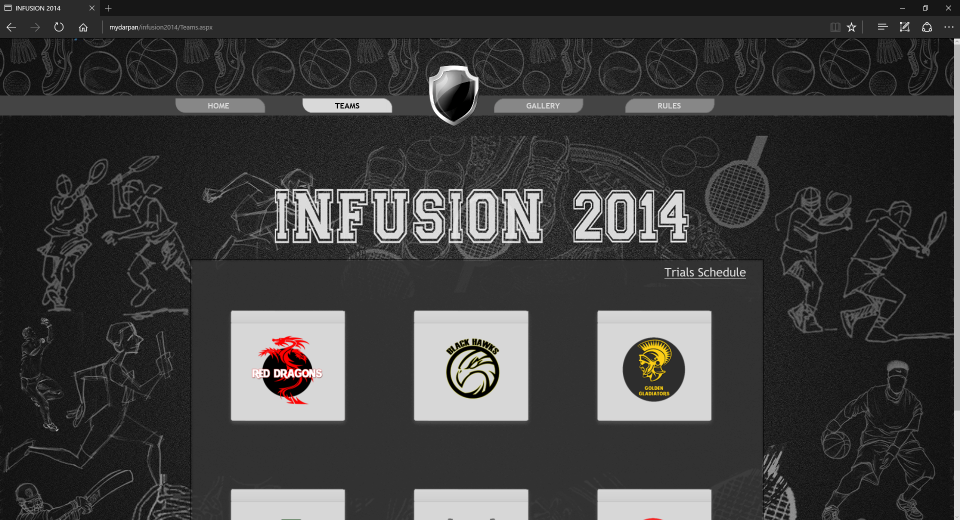 INFUSION 2014
mydarpan/infusion2014/Teams.aspx
HOME
TEAMS
GALLERY
RULES
INFUSION 2014
Trials Schedule
RED DRAGONS
BLACK HAWKS
GOLDEN
GLADIATORS